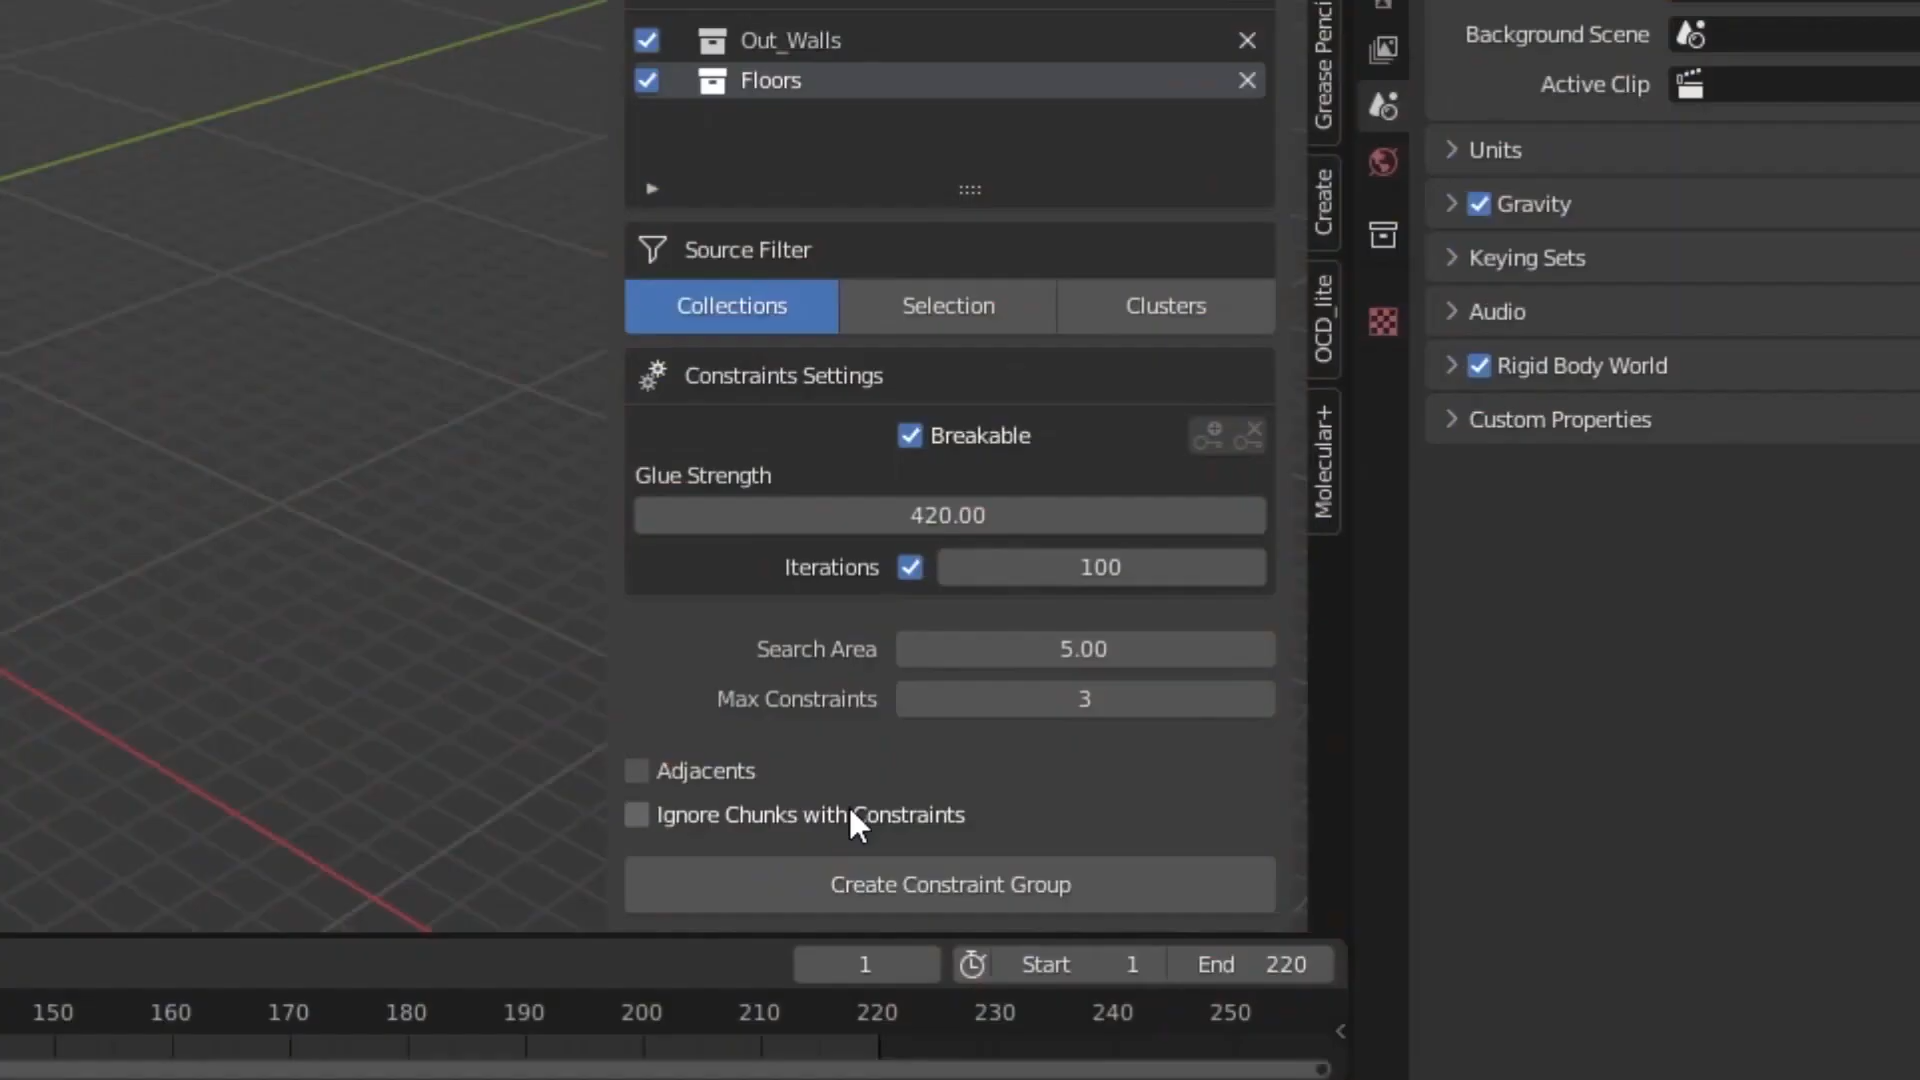 Out_Walls
Floors
Source Filter
Collections Selection Clusters
Constraints Settings
Breakable
Glue Strength
420.00
Iterations 100
Search Area 5.00
Max Constraints 3
Adjacents
Ignore Chunks with Constraints
Create Constraint Group
Grease Penci
Create
OCD_lite
Molecular+
Background Scene
Active Clip
Units
Gravity
Keying Sets
Audio
Rigid Body World
Custom Properties
1 Start 1 End 220
150 160 170 180 190 200 210 220 230 240 250